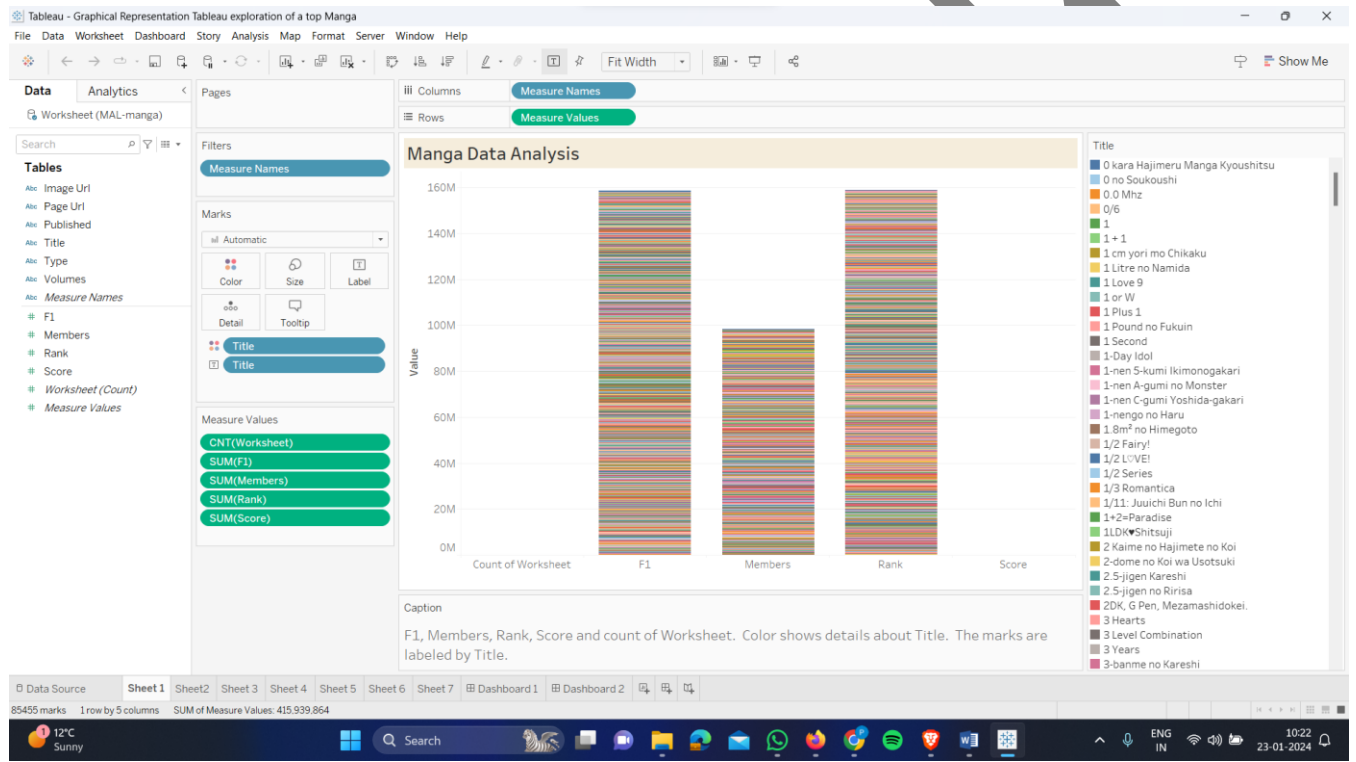 Tableau - Graphical Representation Tableau exploration of a top Manga
File Data Worksheet Dashboard Story Analysis Map Format Server Window Help
Fit Width
Show Me
Data Analytics
Worksheet (MAL-manga)
Search
Tables
Abc Image Url
Abc Page Url
Abc Published
Abc Title
Abc Type
Abc Volumes
Abc Measure Names
# F1
# Members
# Rank
# Score
# Worksheet (Count)
# Measure Values
Pages
Filters
Measure Names
Marks
Automatic
Color Size Label
Detail Tooltip
Title
Title
Measure Values
CNT(Worksheet)
SUM(F1)
SUM(Members)
SUM(Rank)
SUM(Score)
Columns Measure Names
Rows Measure Values
Manga Data Analysis
160M
140M
120M
100M
80M
60M
40M
20M
0M
Value
Count of Worksheet F1 Members Rank Score
Caption
F1, Members, Rank, Score and count of Worksheet. Color shows details about Title. The marks are
labeled by Title.
Title
0 kara Hajimeru Manga Kyoushitsu
0 no Soukoushi
0.0 Mhz
0/6
1
1 + 1
1 cm yori mo Chikaku
1 Litre no Namida
1 Love 9
1 or W
1 Plus 1
1 Pound no Fukuin
1 Second
1-Day Idol
1-nen 5-kumi Ikimonogakari
1-nen A-gumi no Monster
1-nen C-gumi Yoshida-gakari
1-nengo no Haru
1.8m² no Himegoto
1/2 Fairy!
1/2 L♡VE!
1/2 Series
1/3 Romantica
1/11: Juuichi Bun no Ichi
1+2=Paradise
1LDK♥Shitsuji
2 Kaime no Hajimete no Koi
2-dome no Koi wa Usotsuki
2.5-jigen Kareshi
2.5-jigen no Ririsa
2DK, G Pen, Mezamashidokei.
3 Hearts
3 Level Combination
3 Years
3-banme no Kareshi
Data Source Sheet 1 Sheet2 Sheet 3 Sheet 4 Sheet 5 Sheet 6 Sheet 7 Dashboard 1 Dashboard 2
85455 marks 1 row by 5 columns SUM of Measure Values: 415.939.864
1
12°C
Sunny
Search
ENG
IN
10:22
23-01-2024